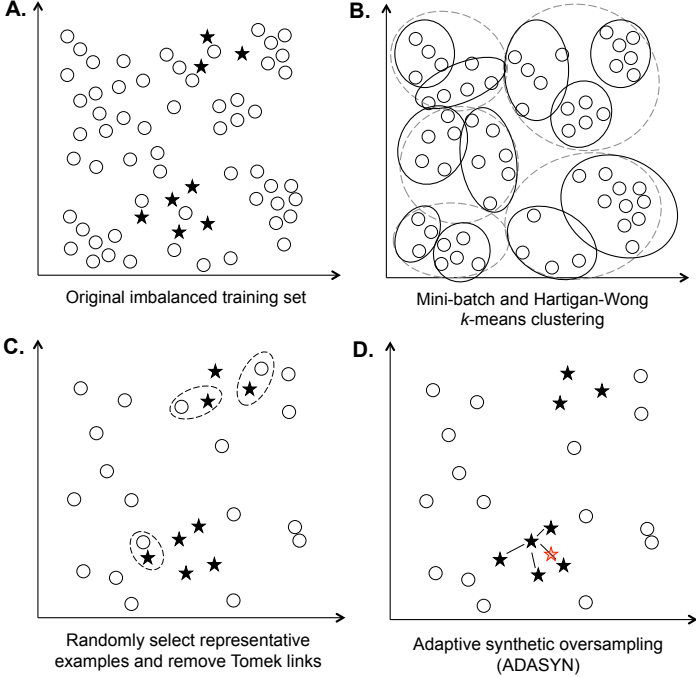 A.
Original imbalanced training set
B.
Mini-batch and Hartigan-Wong
k-means clustering
C.
Randomly select representative
examples and remove Tomek links
D.
Adaptive synthetic oversampling
(ADASYN)